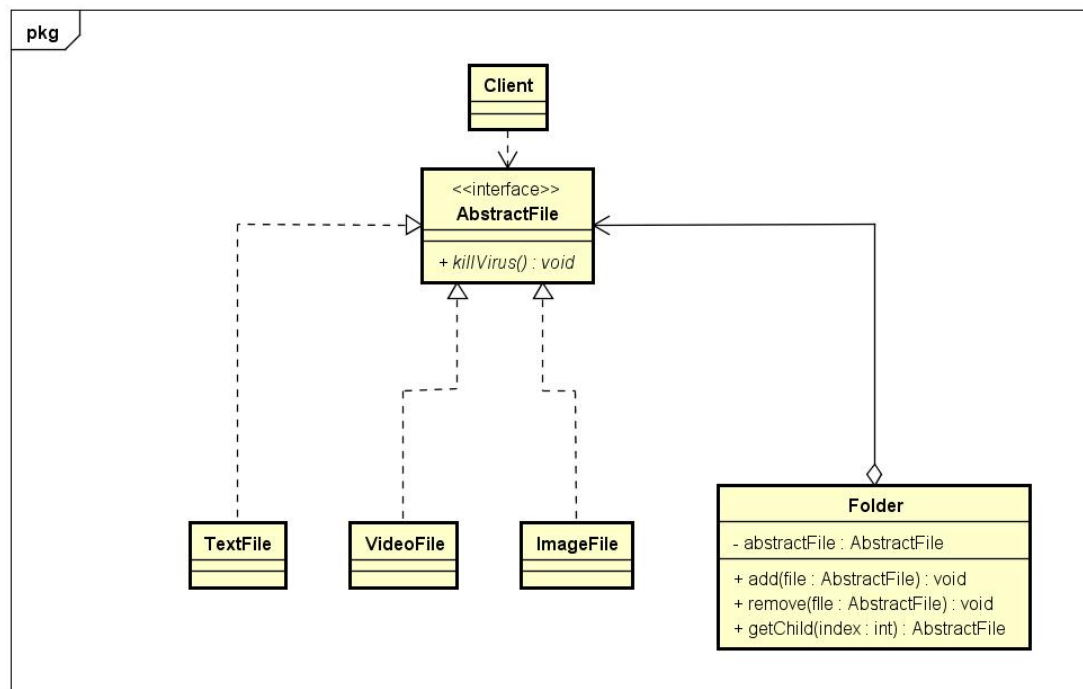 pkg
Client
<<interface>>
AbstractFile
+ killVirus() : void
TextFile
VideoFile
ImageFile
Folder
- abstractFile : AbstractFile
+ add(file : AbstractFile) : void
+ remove(flle : AbstractFile) : void
+ getChild(index : int) : AbstractFile